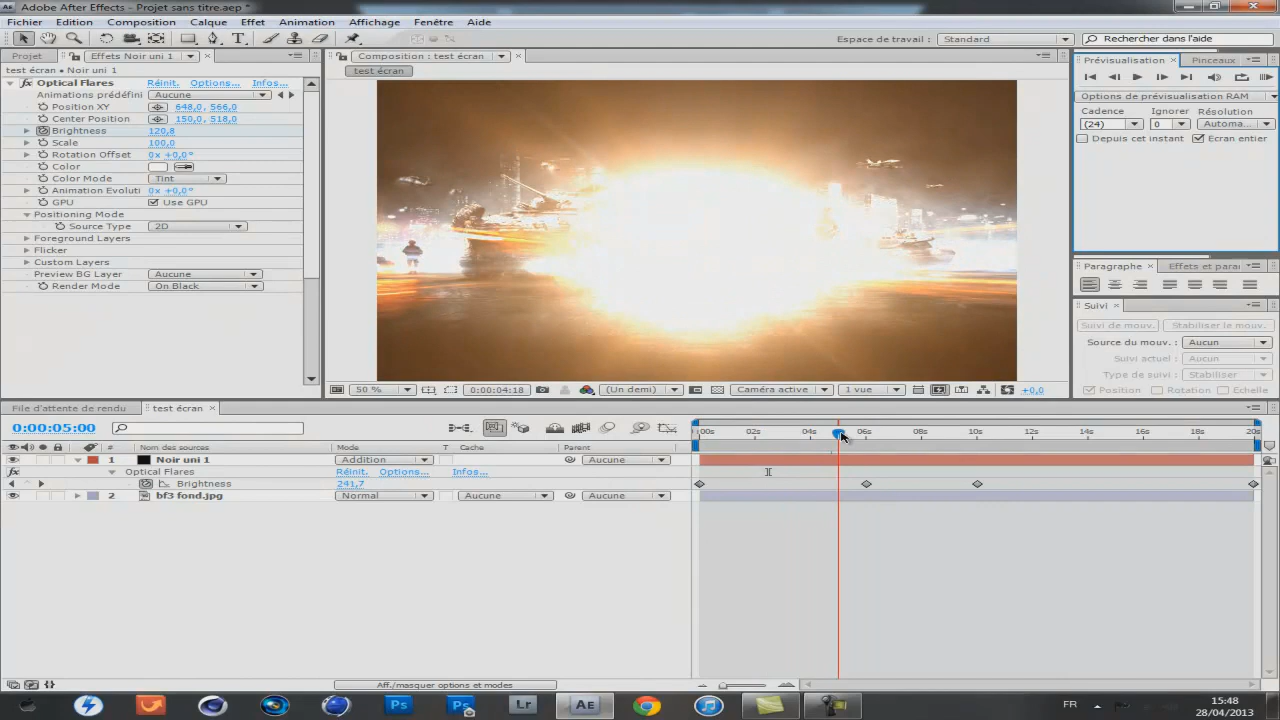 Adobe After Effects - Projet sans titre.aep *
Fichier Edition Composition Calque Effet Animation Affichage Fenêtre Aide
Espace de travail : Standard
Rechercher dans l'aide
Projet Effets Noir uni 1
test écran • Noir uni 1
Optical Flares Réinit. Options... Infos...
Animations prédéfini Aucune
Position XY 648,0, 566,0
Center Position 150,0, 518,0
Brightness 120,8
Scale 100,0
Rotation Offset 0x +0,0°
Color
Color Mode Tint
Animation Evoluti 0x +0,0°
GPU Use GPU
Positioning Mode
Source Type 2D
Foreground Layers
Flicker
Custom Layers
Preview BG Layer Aucune
Render Mode On Black
Composition : test écran
test écran
50 % 0:00:04:18 (Un demi) Caméra active 1 vue +0,0
Prévisualisation Pinceaux
Options de prévisualisation RAM
Cadence Ignorer Résolution
(24) 0 Automa...
Depuis cet instant Ecran entier
Paragraphe Effets et para
Suivi
Suivi de mouv. Stabiliser le mouv.
Source du mouv. : Aucun
Suivi actuel : Aucun
Type de suivi : Stabiliser
Position Rotation Echelle
File d'attente de rendu test écran
0:00:05:00
:00s 02s 04s 06s 08s 10s 12s 14s 16s 18s 20s
Nom des sources Mode T Cache Parent
1 Noir uni 1 Addition Aucune
Optical Flares Réinit. Options... Infos...
Brightness 241,7
2 bf3 fond.jpg Normal Aucune Aucune
Aff./masquer options et modes
Ps Ps Lr Ae
FR
15:48
28/04/2013